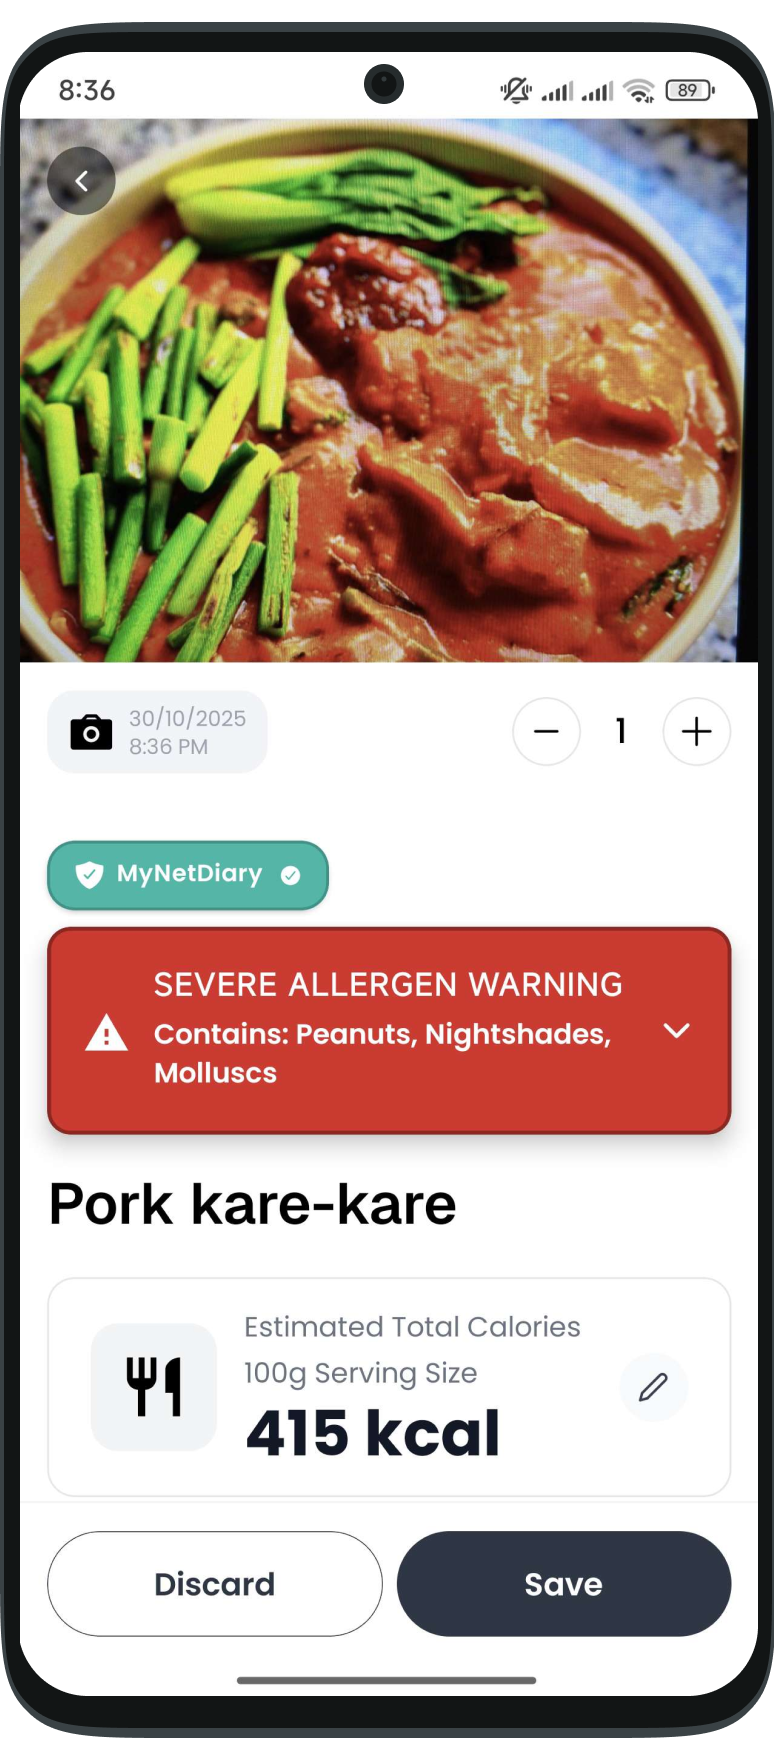 8:36
89
30/10/2025
8:36 PM
1
MyNetDiary
SEVERE ALLERGEN WARNING
Contains: Peanuts, Nightshades,
Molluscs
Pork kare-kare
Estimated Total Calories
100g Serving Size
415 kcal
Discard
Save